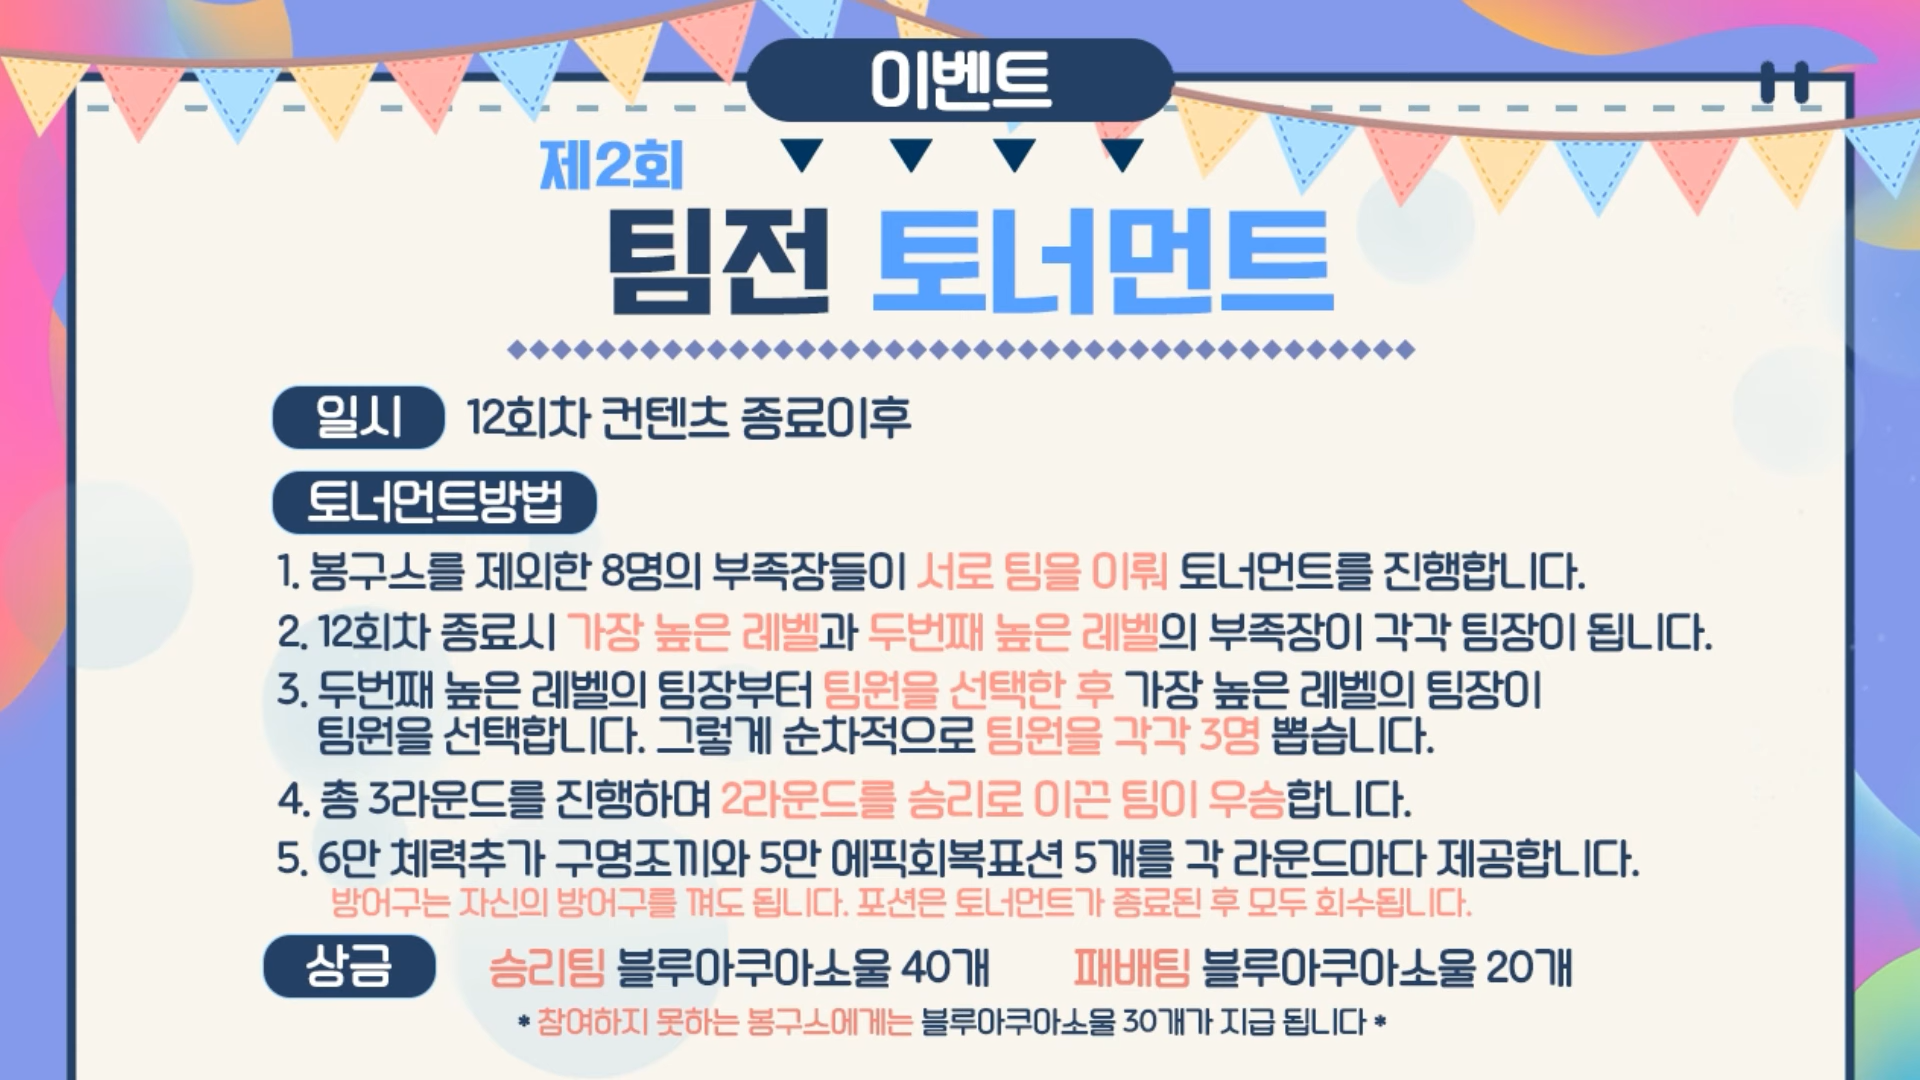 이벤트
제2회
팀전 토너먼트
일시 12회차 컨텐츠 종료이후
토너먼트방법
1. 봉구스를 제외한 8명의 부족장들이 서로 팀을 이뤄 토너먼트를 진행합니다.
2. 12회차 종료시 가장 높은 레벨과 두번째 높은 레벨의 부족장이 각각 팀장이 됩니다.
3. 두번째 높은 레벨의 팀장부터 팀원을 선택한 후 가장 높은 레벨의 팀장이
팀원을 선택합니다. 그렇게 순차적으로 팀원을 각각 3명 뽑습니다.
4. 총 3라운드를 진행하며 2라운드를 승리로 이끈 팀이 우승합니다.
5. 6만 체력추가 구명조끼와 5만 에픽회복표션 5개를 각 라운드마다 제공합니다.
방어구는 자신의 방어구를 껴도 됩니다. 포션은 토너먼트가 종료된 후 모두 회수됩니다.
상금 승리팀 블루아쿠아소울 40개 패배팀 블루아쿠아소울 20개
* 참여하지 못하는 봉구스에게는 블루아쿠아소울 30개가 지급 됩니다 *